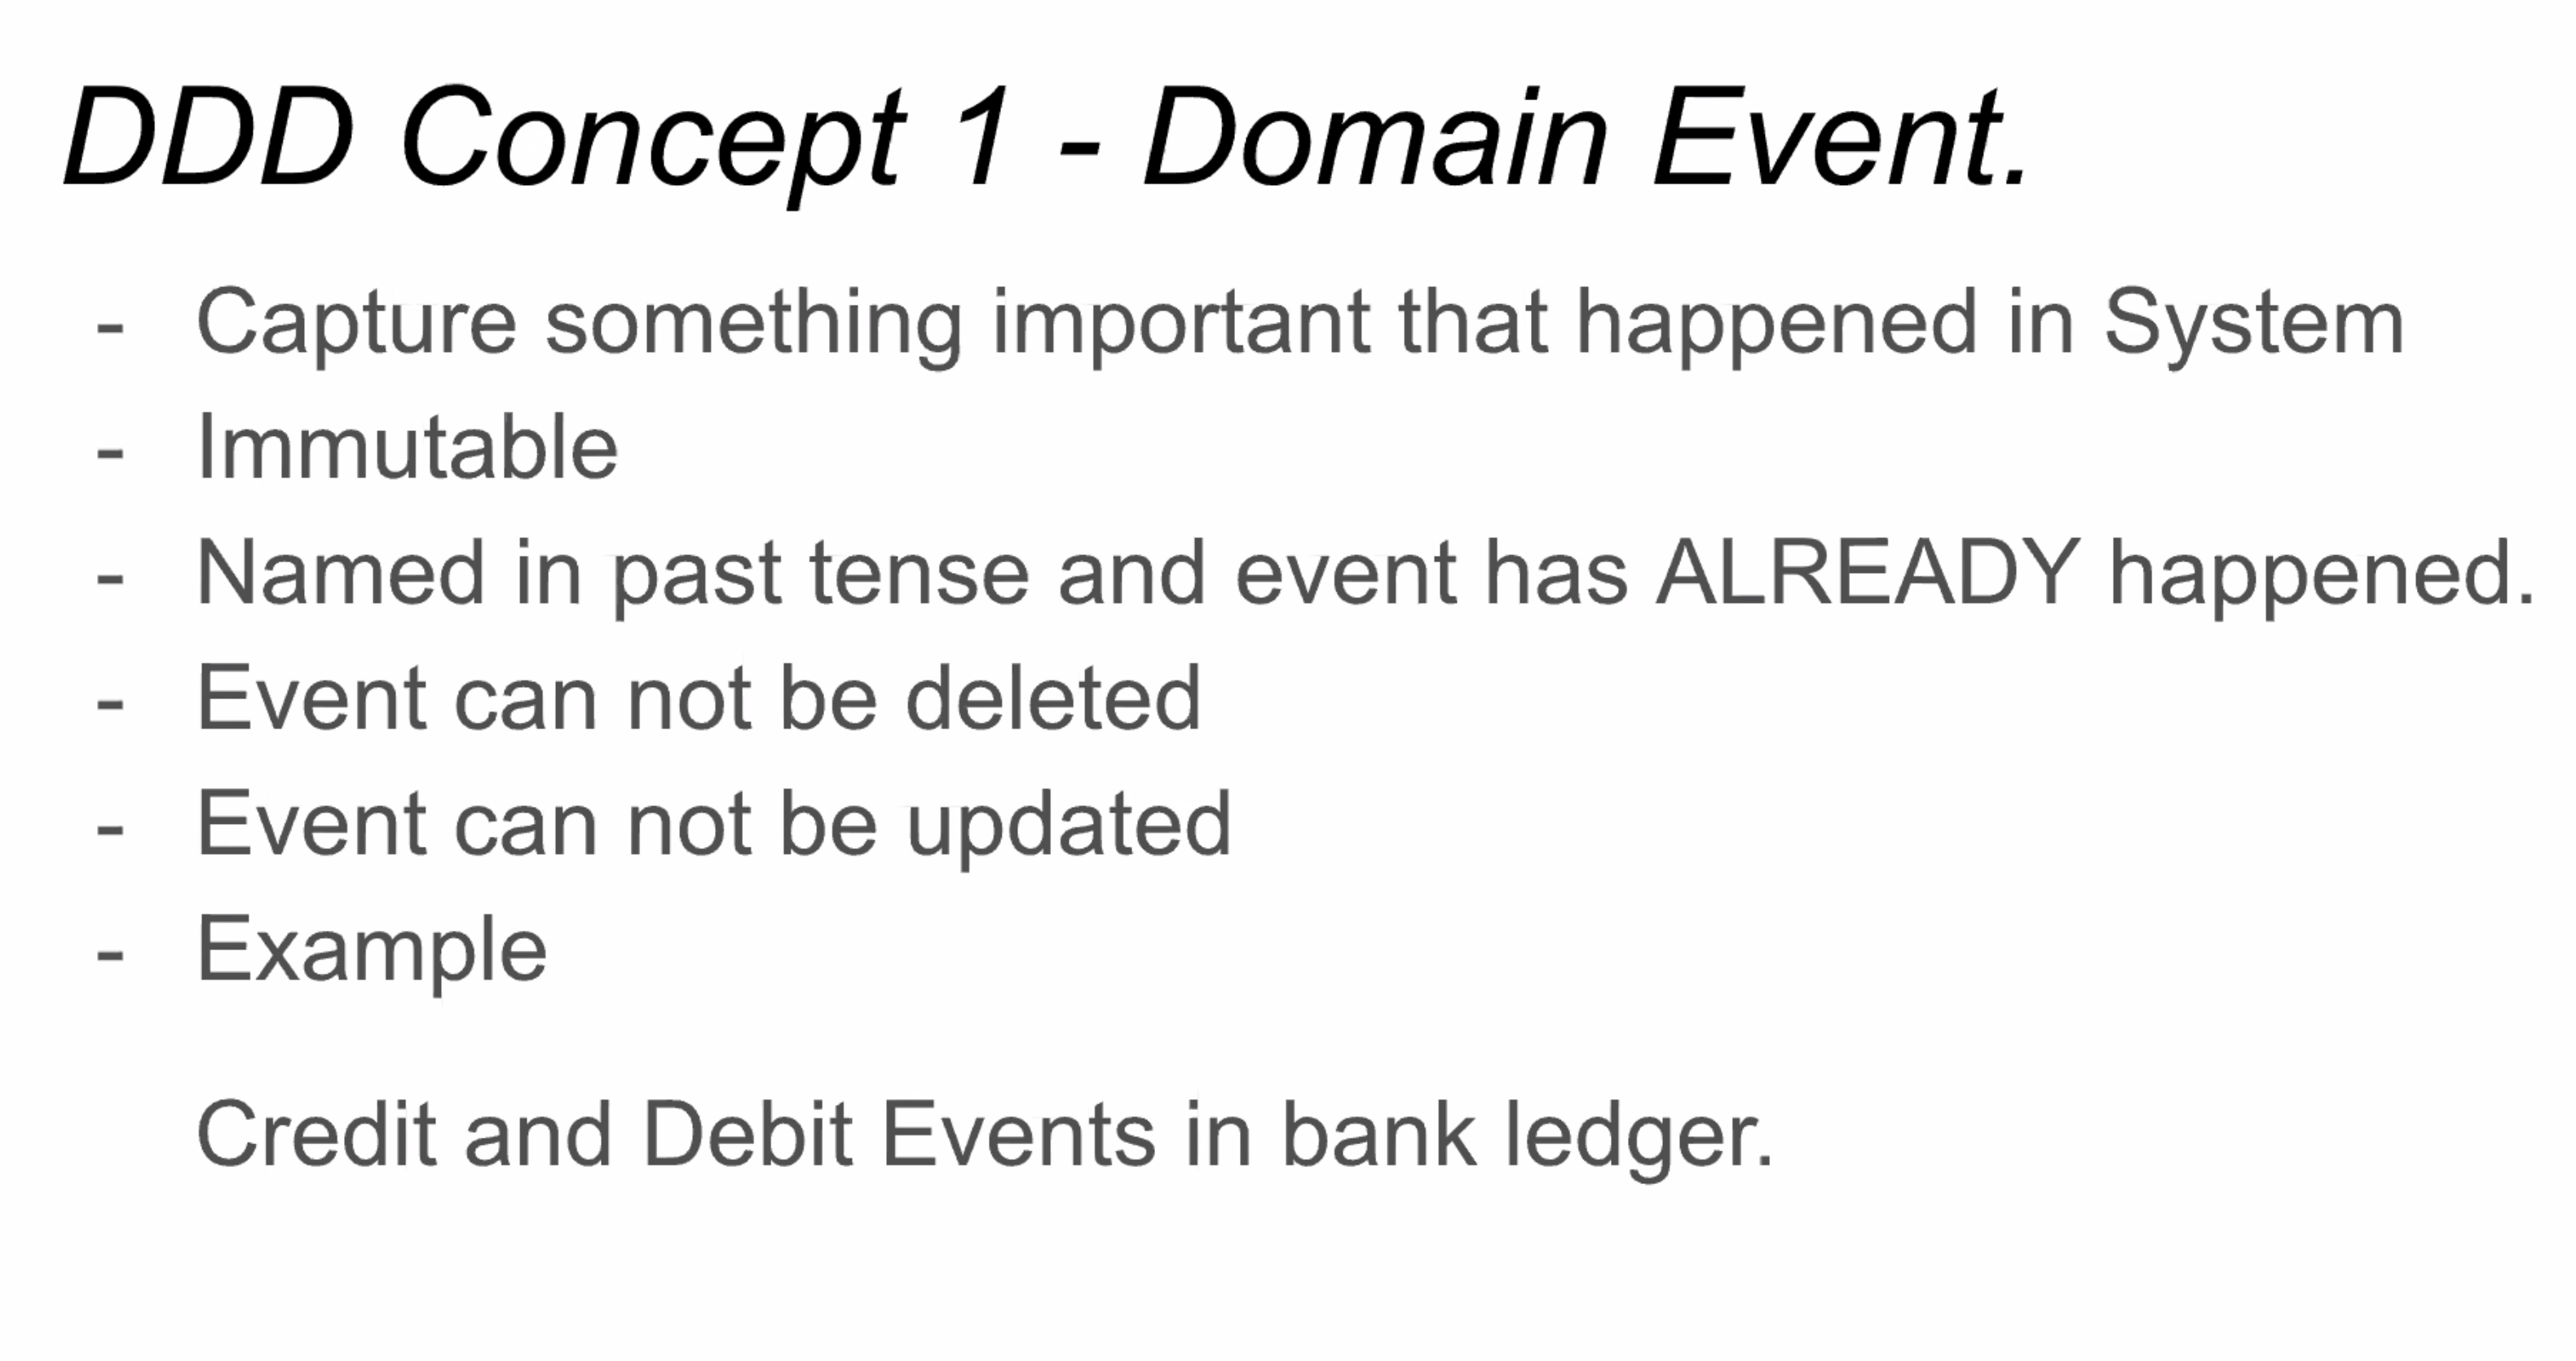 DDD Concept 1 - Domain Event.
- Capture something important that happened in System
- Immutable
- Named in past tense and event has ALREADY happened.
- Event can not be deleted
- Event can not be updated
- Example
Credit and Debit Events in bank ledger.